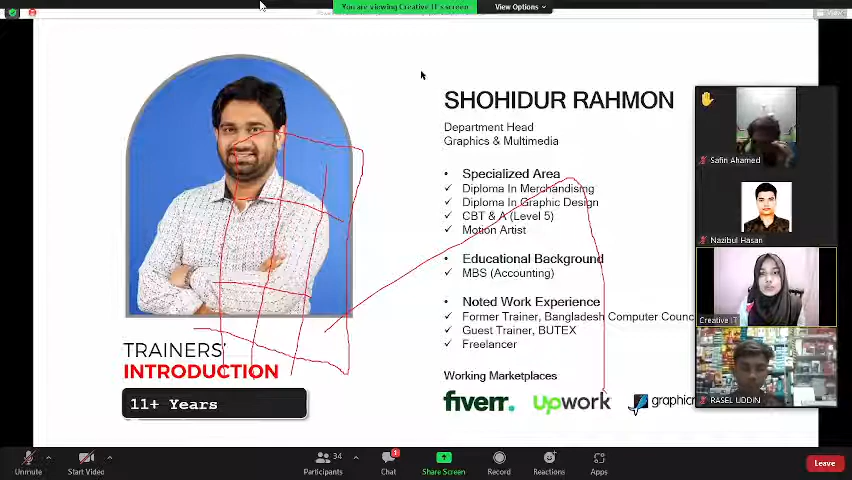 You are viewing Creative IT's screen
View Options
View
SHOHIDUR RAHMON
Department Head
Graphics & Multimedia
• Specialized Area
✓ Diploma In Merchandising
✓ Diploma In Graphic Design
✓ CBT & A (Level 5)
✓ Motion Artist
• Educational Background
✓ MBS (Accounting)
• Noted Work Experience
✓ Former Trainer, Bangladesh Computer Counc
✓ Guest Trainer, BUTEX
✓ Freelancer
Working Marketplaces
fiverr.
upwork
graphicr
TRAINERS'
INTRODUCTION
11+ Years
Safin Ahamed
Nazibul Hasan
Creative IT
RASEL UDDIN
Unmute
Start Video
34
Participants
1
Chat
Share Screen
Record
Reactions
Apps
Leave